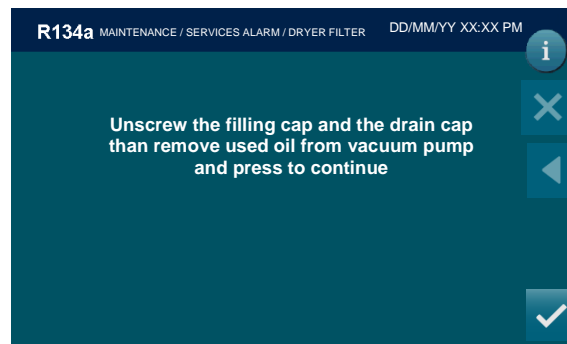 R134a MAINTENANCE / SERVICES ALARM / DRYER FILTER DD/MM/YY XX:XX PM
i
Unscrew the filling cap and the drain cap
than remove used oil from vacuum pump
and press to continue